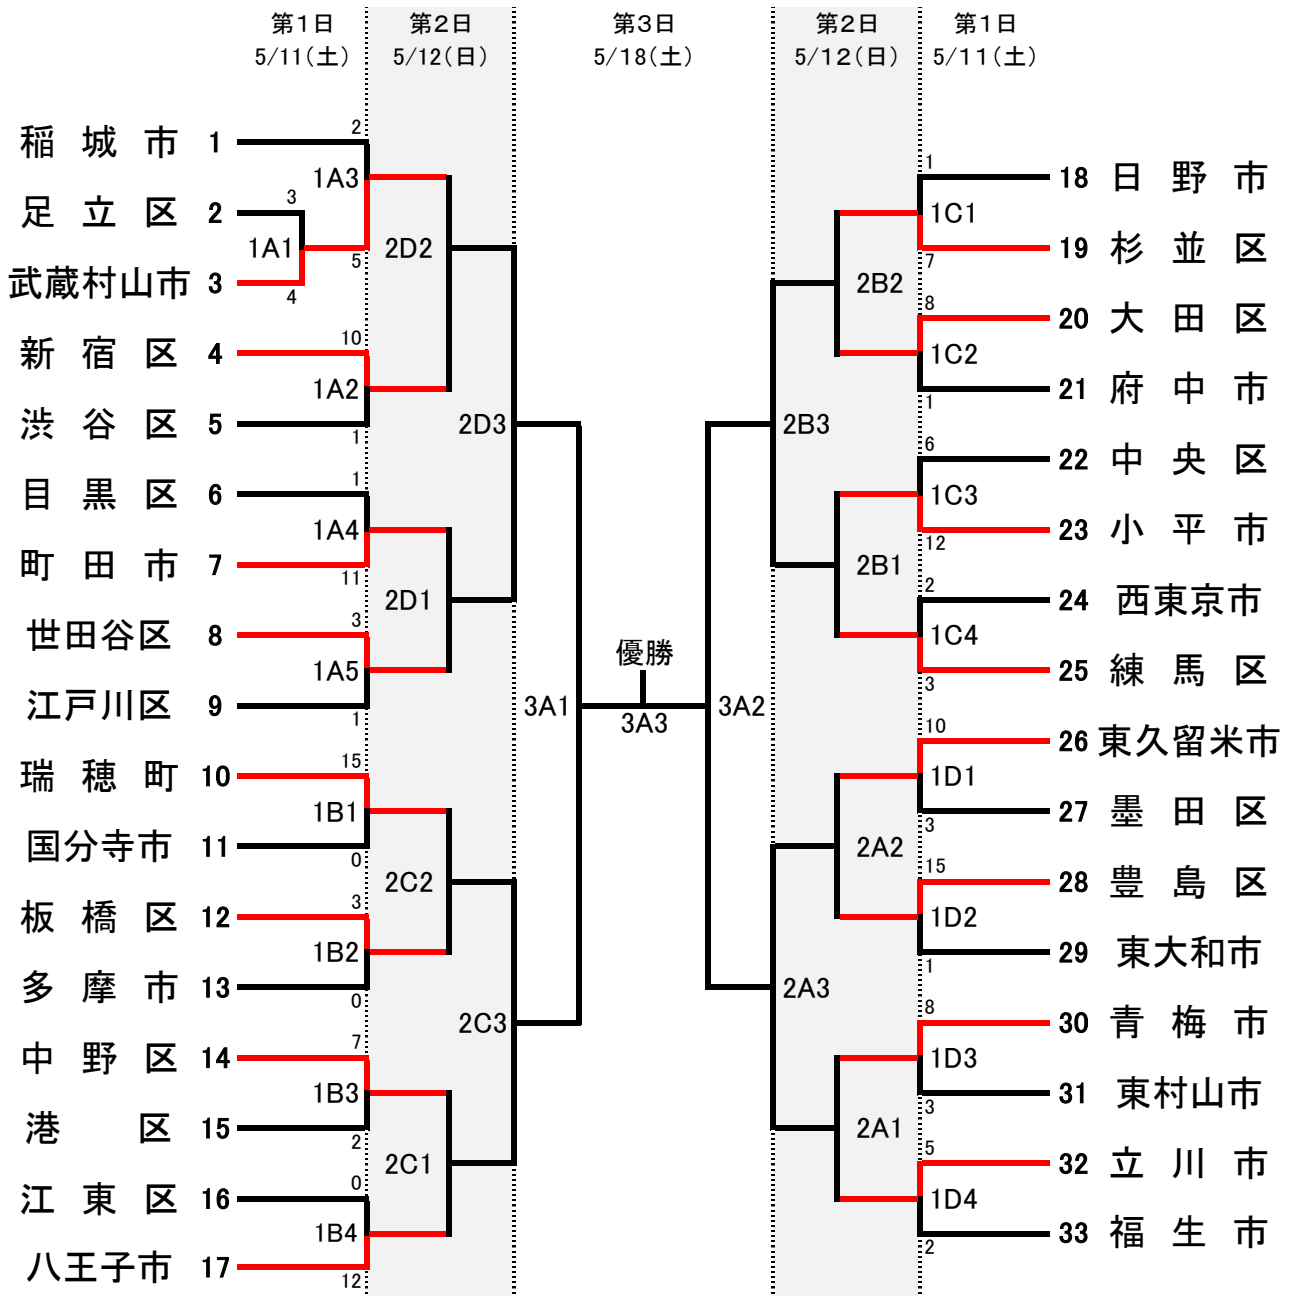 第１日 第２日 第３日 第２日 第１日
5/11(土) 5/12(日) 5/18(土) 5/12(日) 5/11(土)
稲城市 1 2
足立区 2 3
武蔵村山市 3 4
1A1
1A3
5
新宿区 4 10
渋谷区 5 1
1A2
2D2
目黒区 6 1
町田市 7 11
1A4
世田谷区 8 3
江戸川区 9 1
1A5
2D1
2D3
瑞穂町 10 15
国分寺市 11 0
1B1
板橋区 12 3
多摩市 13 0
1B2
2C2
中野区 14 7
港区 15 2
1B3
江東区 16 0
八王子市 17 12
1B4
2C1
2C3
3A1
優勝
3A3
3A2
1 18 日野市
7 19 杉並区
1C1
8 20 大田区
1 21 府中市
1C2
2B2
6 22 中央区
12 23 小平市
1C3
2 24 西東京市
3 25 練馬区
1C4
2B1
2B3
10 26 東久留米市
3 27 墨田区
1D1
15 28 豊島区
1 29 東大和市
1D2
2A2
8 30 青梅市
3 31 東村山市
1D3
5 32 立川市
2 33 福生市
1D4
2A1
2A3